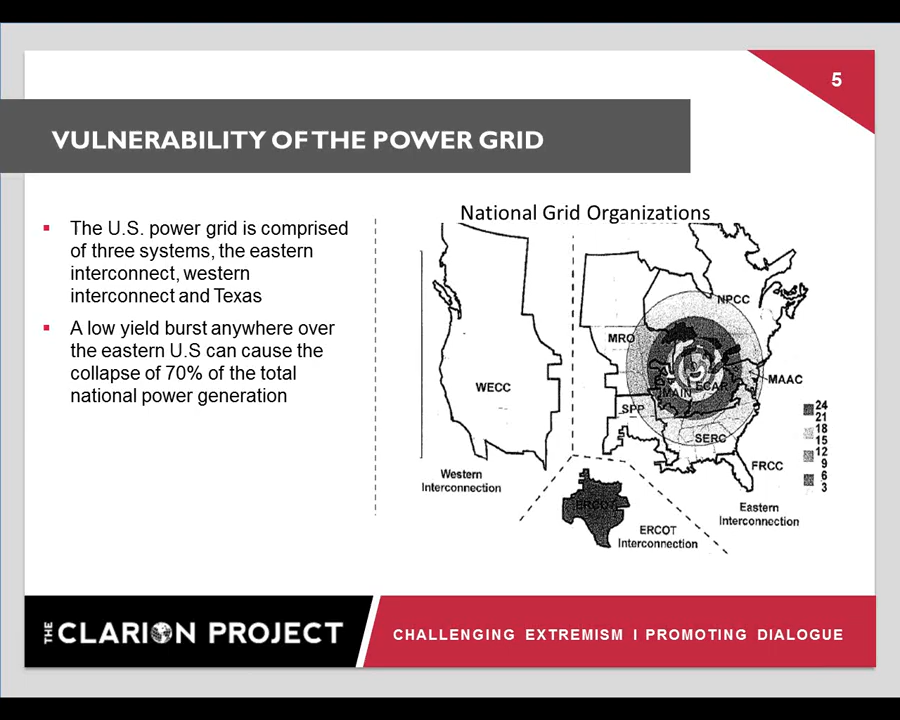 5
VULNERABILITY OF THE POWER GRID
▪ The U.S. power grid is comprised
of three systems, the eastern
interconnect, western
interconnect and Texas
▪ A low yield burst anywhere over
the eastern U.S can cause the
collapse of 70% of the total
national power generation
National Grid Organizations
NPCC
MRO
WECC
MAAC
ECAR
MAIN
SPP
SERC
FRCC
ERCOT
24
21
18
15
12
9
6
3
Western
Interconnection
Eastern
Interconnection
ERCOT
Interconnection
THE CLARION PROJECT
CHALLENGING EXTREMISM I PROMOTING DIALOGUE